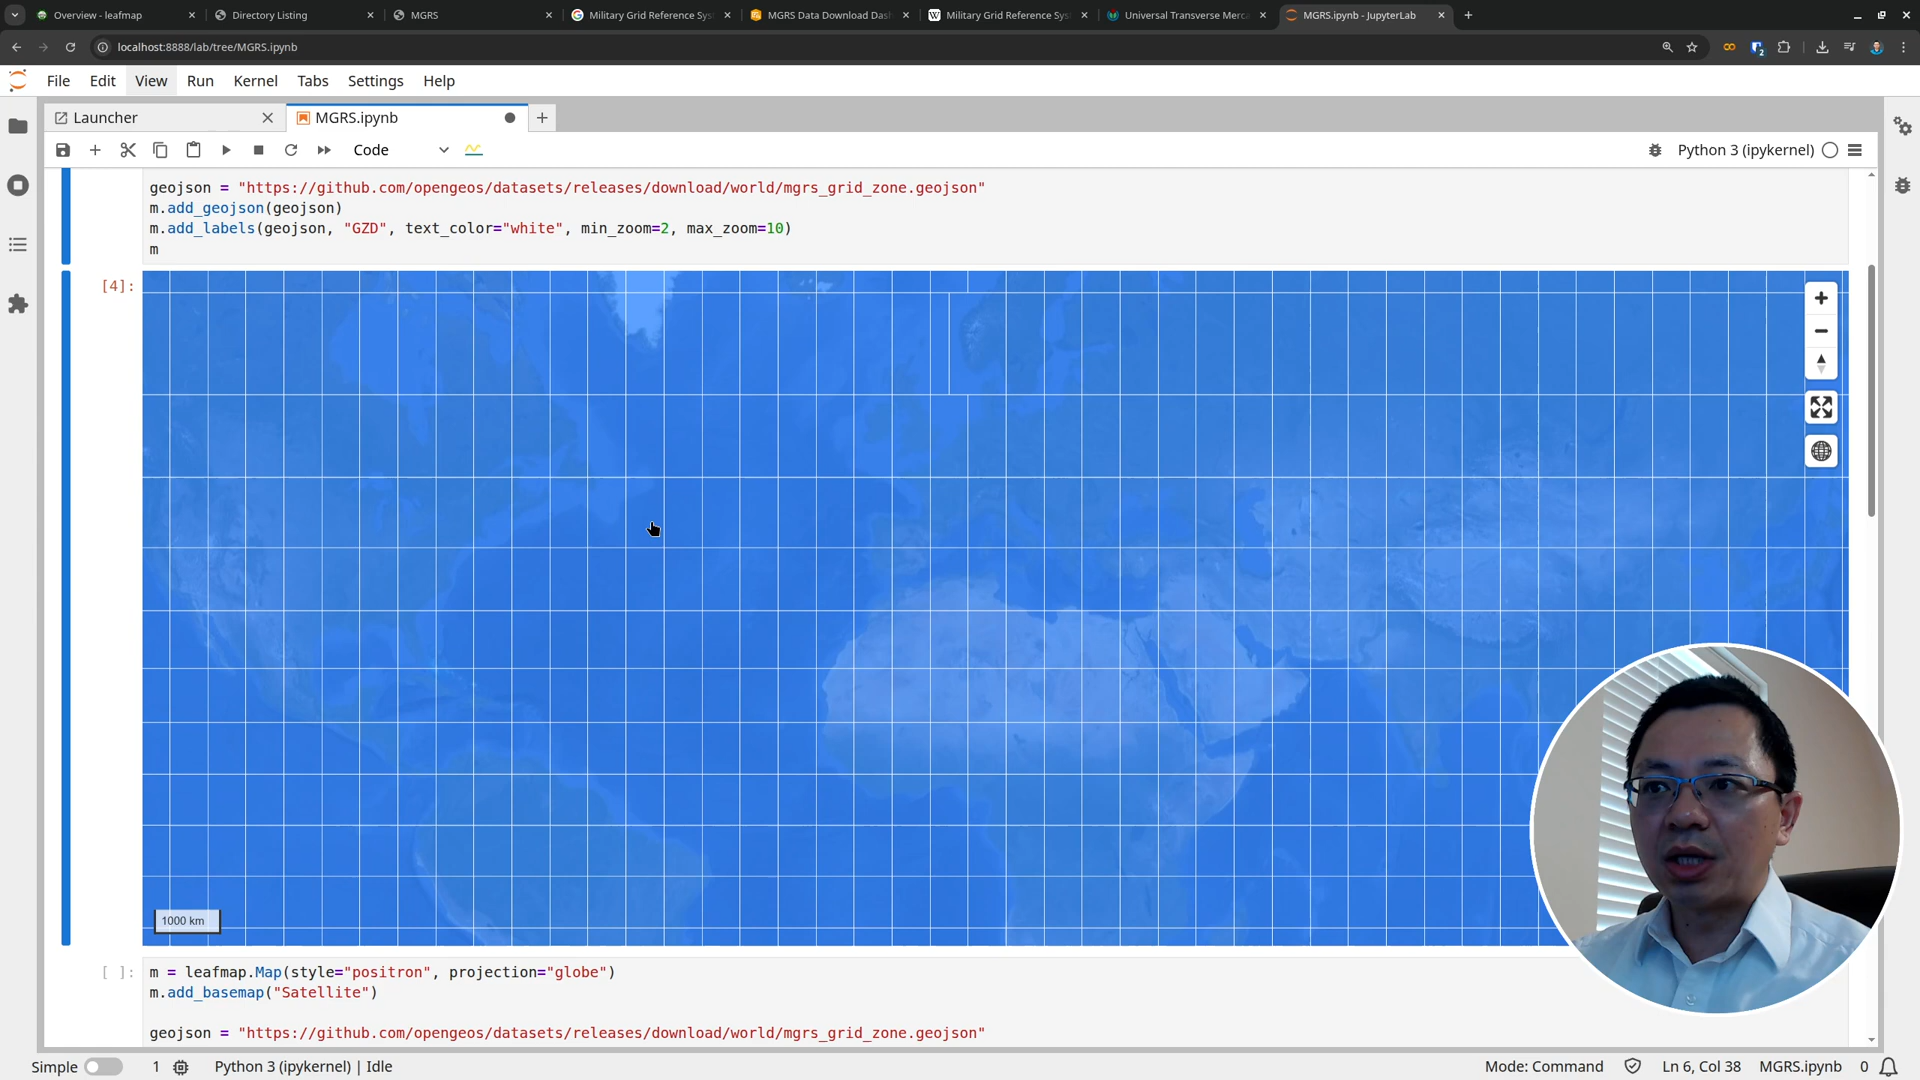 Overview - leafmap
Directory Listing
MGRS
Military Grid Reference Sys
MGRS Data Download Das
Military Grid Reference Sys
Universal Transverse Merca
MGRS.ipynb - JupyterLab
localhost:8888/lab/tree/MGRS.ipynb
2
File Edit View Run Kernel Tabs Settings Help
Launcher
MGRS.ipynb
Code
Python 3 (ipykernel)
geojson = "https://github.com/opengeos/datasets/releases/download/world/mgrs_grid_zone.geojson"
m.add_geojson(geojson)
m.add_labels(geojson, "GZD", text_color="white", min_zoom=2, max_zoom=10)
m
[4]:
1000 km
[ ]:
m = leafmap.Map(style="positron", projection="globe")
m.add_basemap("Satellite")
geojson = "https://github.com/opengeos/datasets/releases/download/world/mgrs_grid_zone.geojson"
Simple 1 Python 3 (ipykernel) | Idle Mode: Command Ln 6, Col 38 MGRS.ipynb 0